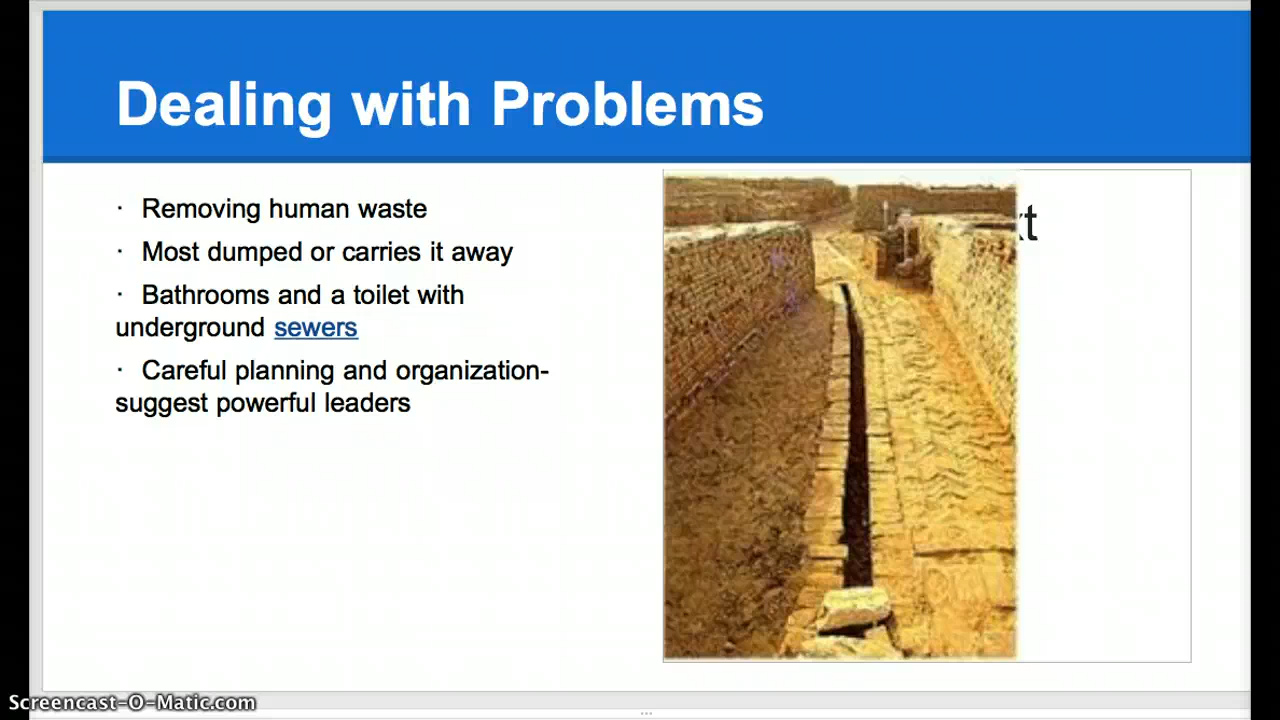 Dealing with Problems
· Removing human waste
· Most dumped or carries it away
· Bathrooms and a toilet with
underground sewers
· Careful planning and organization-
suggest powerful leaders
xt
Screencast-O-Matic.com